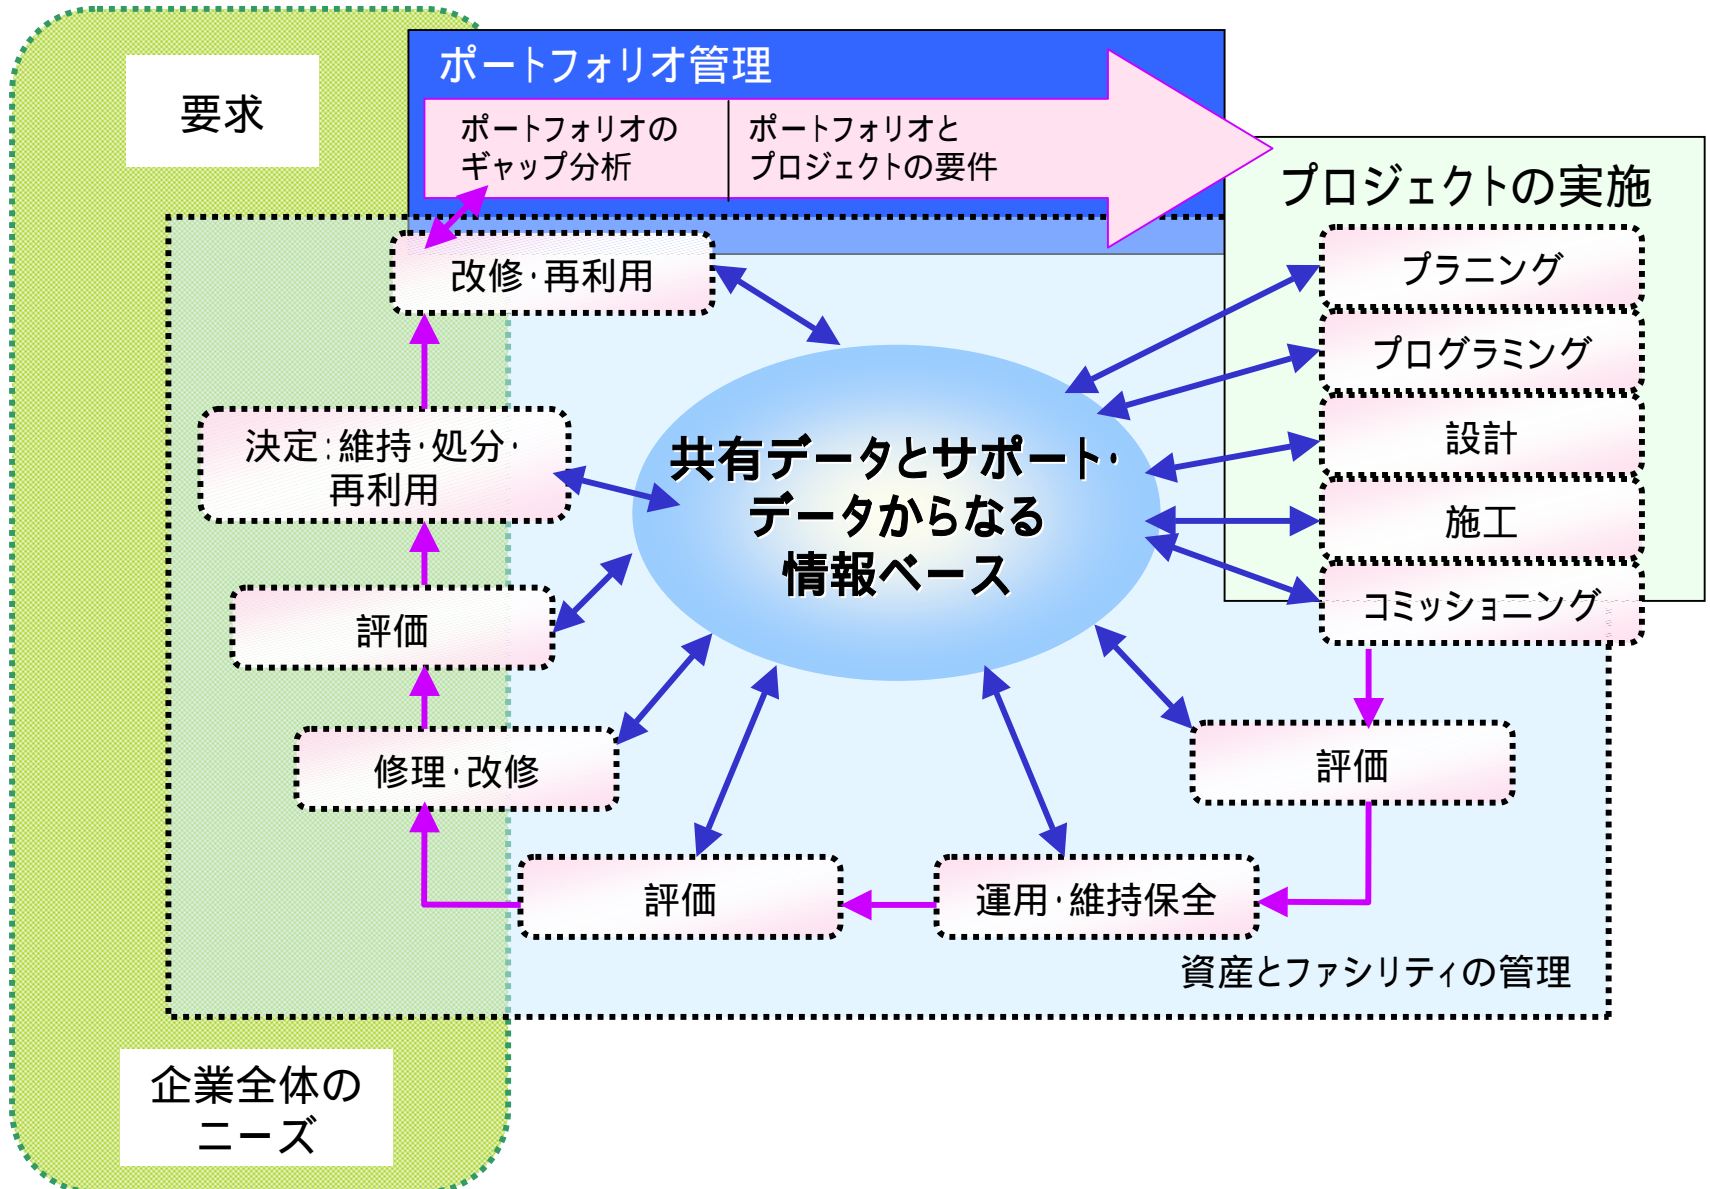 要求
ポートフォリオ管理
ポートフォリオの
ギャップ分析
ポートフォリオと
プロジェクトの要件
プロジェクトの実施
プラニング
プログラミング
設計
施工
コミッショニング
改修･再利用
決定:維持･処分･
再利用
評価
修理･改修
共有データとサポート･
データからなる
情報ベース
評価
評価
運用･維持保全
資産とファシリティの管理
企業全体の
ニーズ